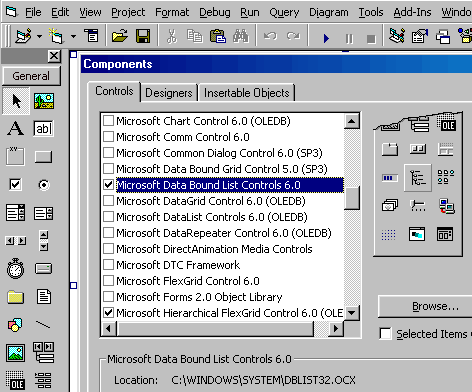 File Edit View Project Format Debug Run Query Diagram Tools Add-Ins
Components
General
Controls Designers Insertable Objects
Microsoft Chart Control 6.0 (OLEDB)
Microsoft Comm Control 6.0
Microsoft Common Dialog Control 6.0 (SP3)
Microsoft Data Bound Grid Control 5.0 (SP3)
Microsoft Data Bound List Controls 6.0
Microsoft DataGrid Control 6.0 (OLEDB)
Microsoft DataList Controls 6.0 (OLEDB)
Microsoft DataRepeater Control 6.0 (OLEDB)
Microsoft DirectAnimation Media Controls
Microsoft DTC Framework
Microsoft FlexGrid Control 6.0
Microsoft Forms 2.0 Object Library
Microsoft Hierarchical FlexGrid Control 6.0 (OLE
A
ab
xy
OLE
OLE
Browse...
Selected Items
Microsoft Data Bound List Controls 6.0
Location: C:\WINDOWS\SYSTEM\DBLIST32.OCX